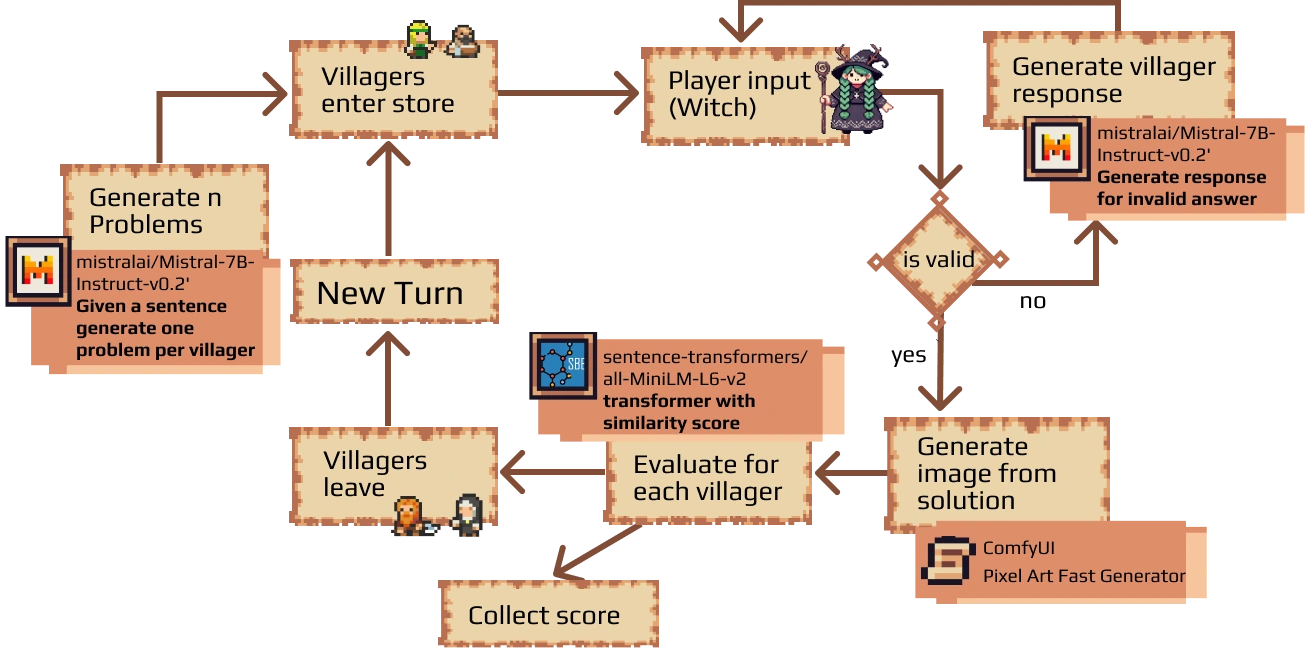 Villagers
enter store
Player input
(Witch)
Generate villager
response
mistralai/Mistral-7B-
Instruct-v0.2'
Generate response
for invalid answer
Generate n
Problems
mistralai/Mistral-7B-
Instruct-v0.2'
Given a sentence
generate one
problem per villager
New Turn
is valid
no
yes
sentence-transformers/
all-MiniLM-L6-v2
transformer with
similarity score
Villagers
leave
Evaluate for
each villager
Generate
image from
solution
ComfyUI
Pixel Art Fast Generator
Collect score